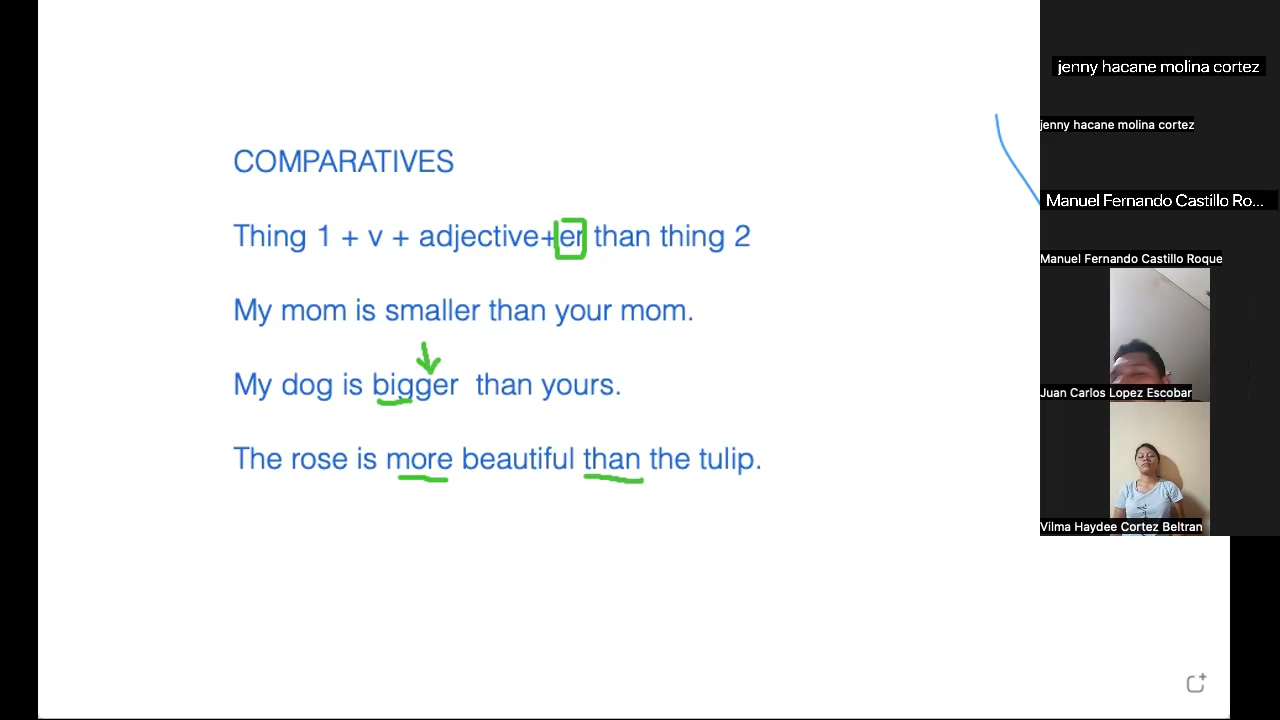 COMPARATIVES
Thing 1 + v + adjective+er than thing 2
My mom is smaller than your mom.
My dog is bigger than yours.
The rose is more beautiful than the tulip.
jenny hacane molina cortez
jenny hacane molina cortez
Manuel Fernando Castillo Ro...
Manuel Fernando Castillo Roque
Juan Carlos Lopez Escobar
Vilma Haydee Cortez Beltran